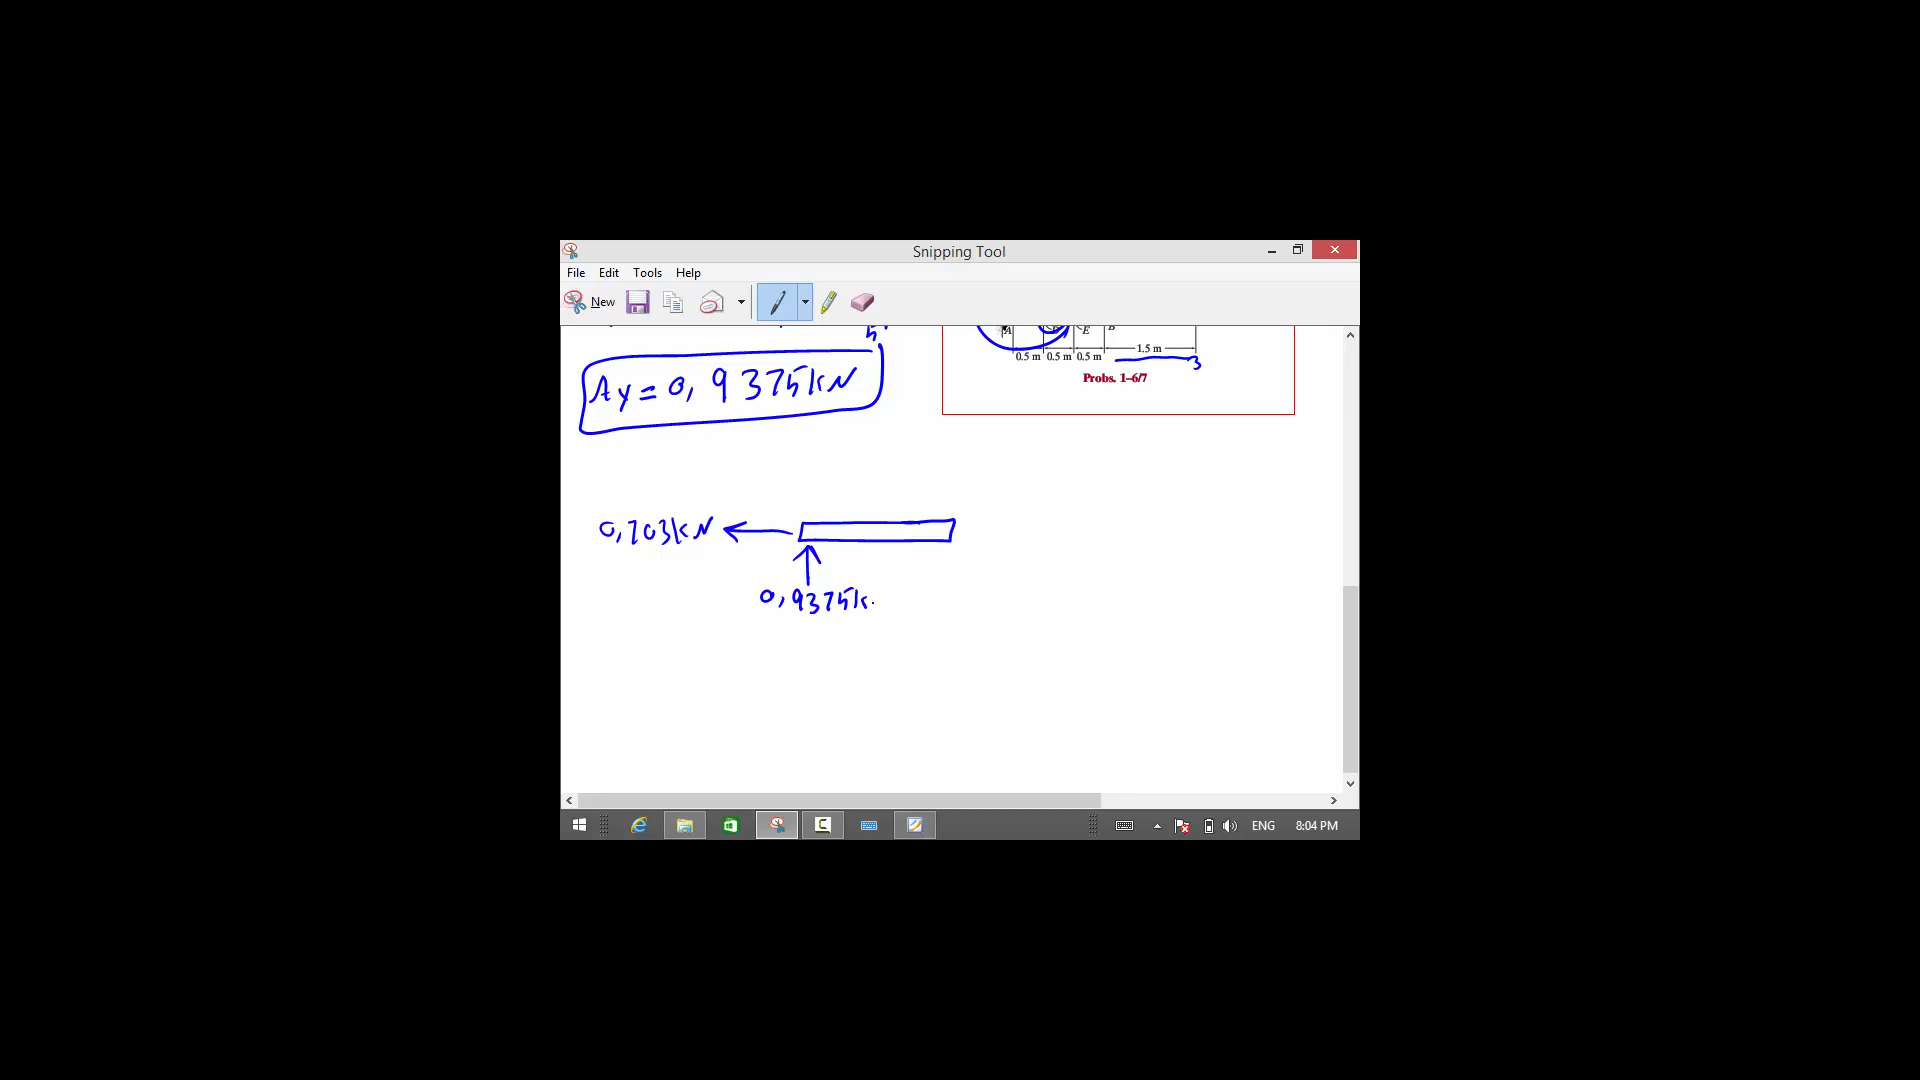 Snipping Tool
File Edit Tools Help
New
A E B
0.5 m 0.5 m 0.5 m 1.5 m
Probs. 1–6/7
Ay = 0,9375kN
0,703kN
0,9375k
ENG 8:04 PM